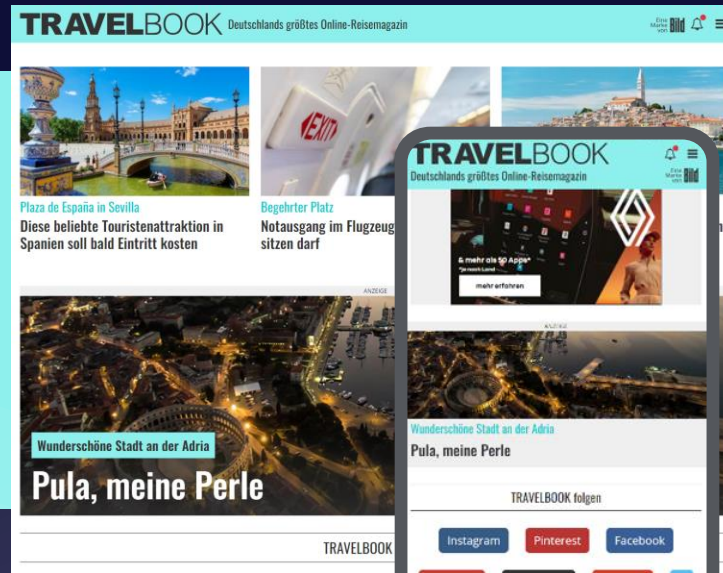 TRAVELBOOK Deutschlands größtes Online-Reisemagazin
Eine Marke von Bild
EXIT
Plaza de España in Sevilla
Diese beliebte Touristenattraktion in
Spanien soll bald Eintritt kosten
Begehrter Platz
Notausgang im Flugzeug
sitzen darf
ANZEIGE
Wunderschöne Stadt an der Adria
Pula, meine Perle
TRAVELBOOK
TRAVELBOOK
Deutschlands größtes Online-Reisemagazin
Eine Marke von Bild
& mehr als 50 Apps*
*je nach Land
mehr erfahren
ANZEIGE
Wunderschöne Stadt an der Adria
Pula, meine Perle
TRAVELBOOK folgen
Instagram
Pinterest
Facebook